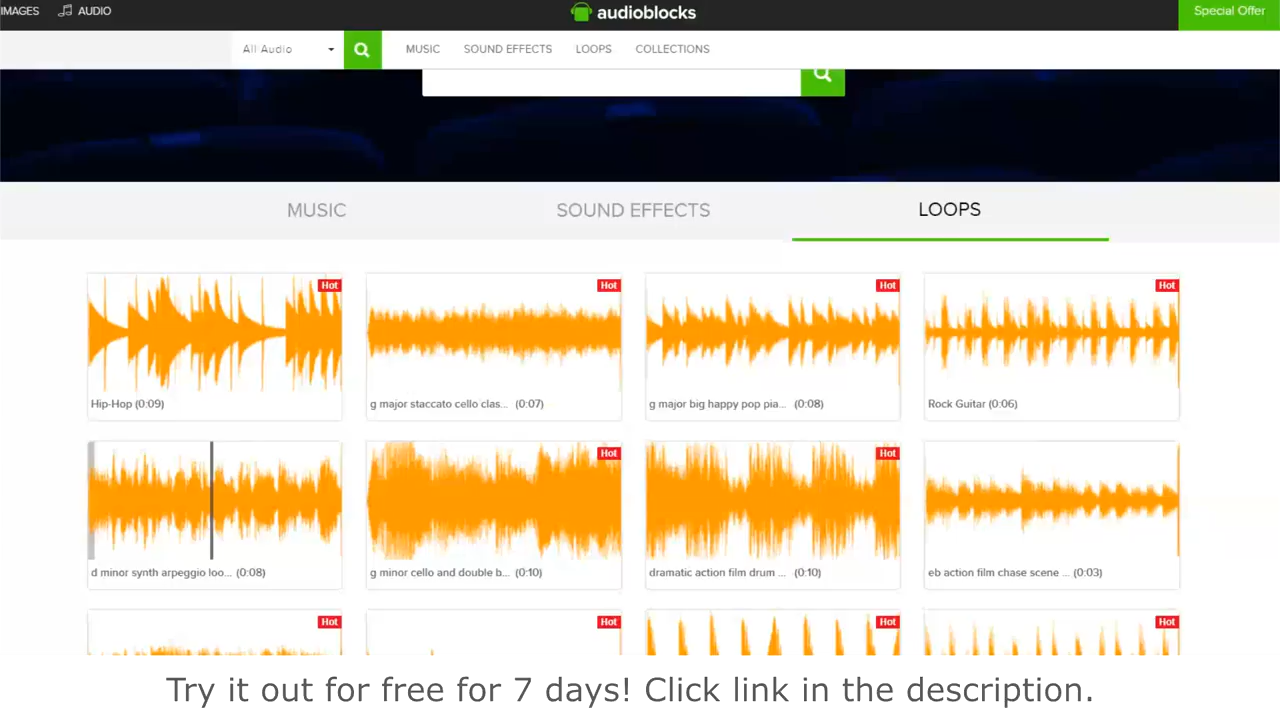 IMAGES AUDIO audioblocks Special Offer
All Audio MUSIC SOUND EFFECTS LOOPS COLLECTIONS
MUSIC SOUND EFFECTS LOOPS
Hot Hot Hot Hot
Hip-Hop (0:09) g major staccato cello clas... (0:07) g major big happy pop pia... (0:08) Rock Guitar (0:06)
Hot Hot
d minor synth arpeggio loo... (0:08) g minor cello and double b... (0:10) dramatic action film drum ... (0:10) eb action film chase scene ... (0:03)
Hot Hot Hot Hot
Try it out for free for 7 days! Click link in the description.